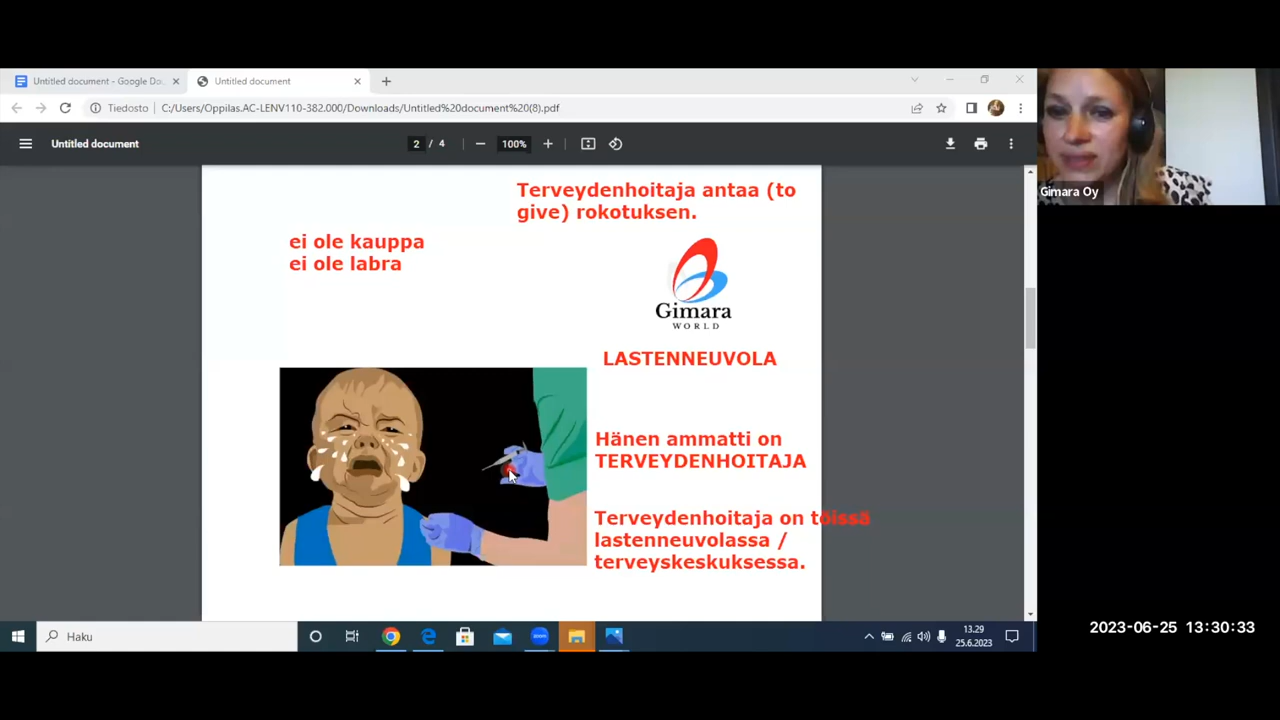 Untitled document - Google Do
Untitled document
Tiedosto
C:/Users/Oppilas.AC-LENV110-382.000/Downloads/Untitled%20document%20(8).pdf
Gimara Oy
Untitled document
2 / 4
100%
Terveydenhoitaja antaa (to
give) rokotuksen.
ei ole kauppa
ei ole labra
Gimara
WORLD
LASTENNEUVOLA
Hänen ammatti on
TERVEYDENHOITAJA
Terveydenhoitaja on töissä
lastenneuvolassa /
terveyskeskuksessa.
Haku
zoom
13.29
25.6.2023
2023-06-25 13:30:33